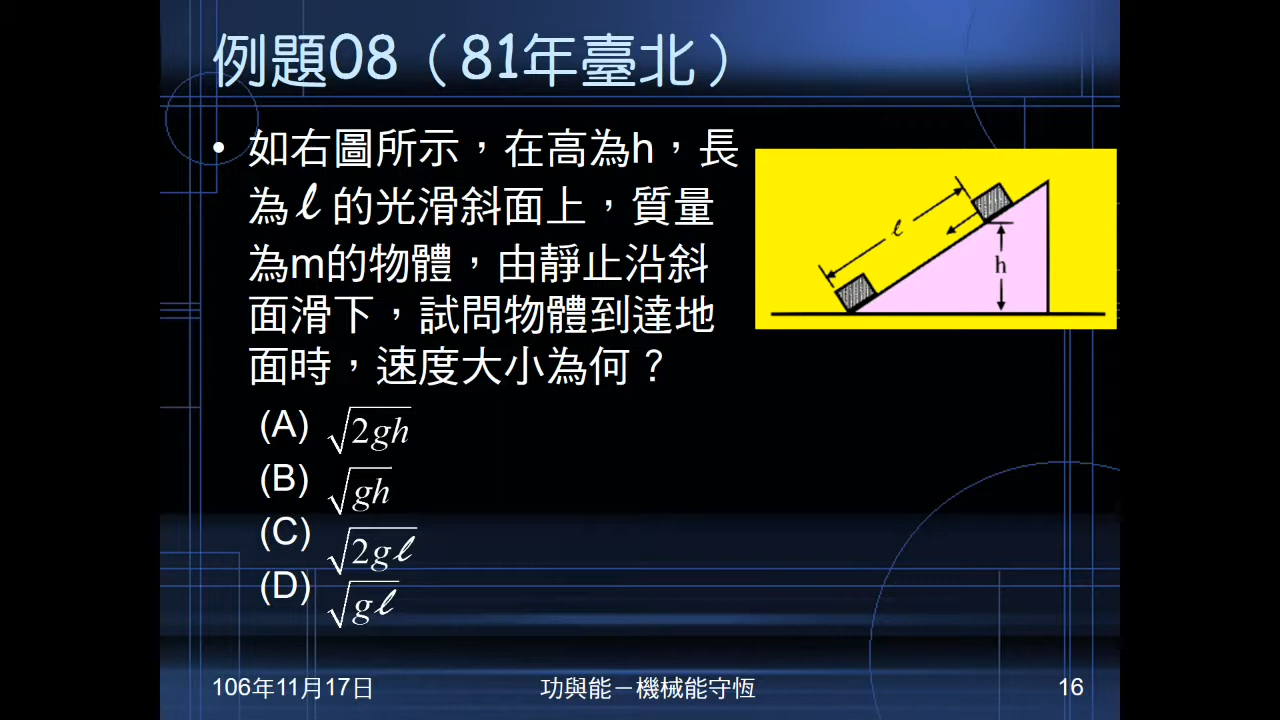 例題08（81年臺北）
• 如右圖所示，在高為h，長
為ℓ的光滑斜面上，質量
為m的物體，由靜止沿斜
面滑下，試問物體到達地
面時，速度大小為何？
ℓ
h
(A) √2gh
(B) √gh
(C) √2gℓ
(D) √gℓ
106年11月17日 功與能－機械能守恆 16